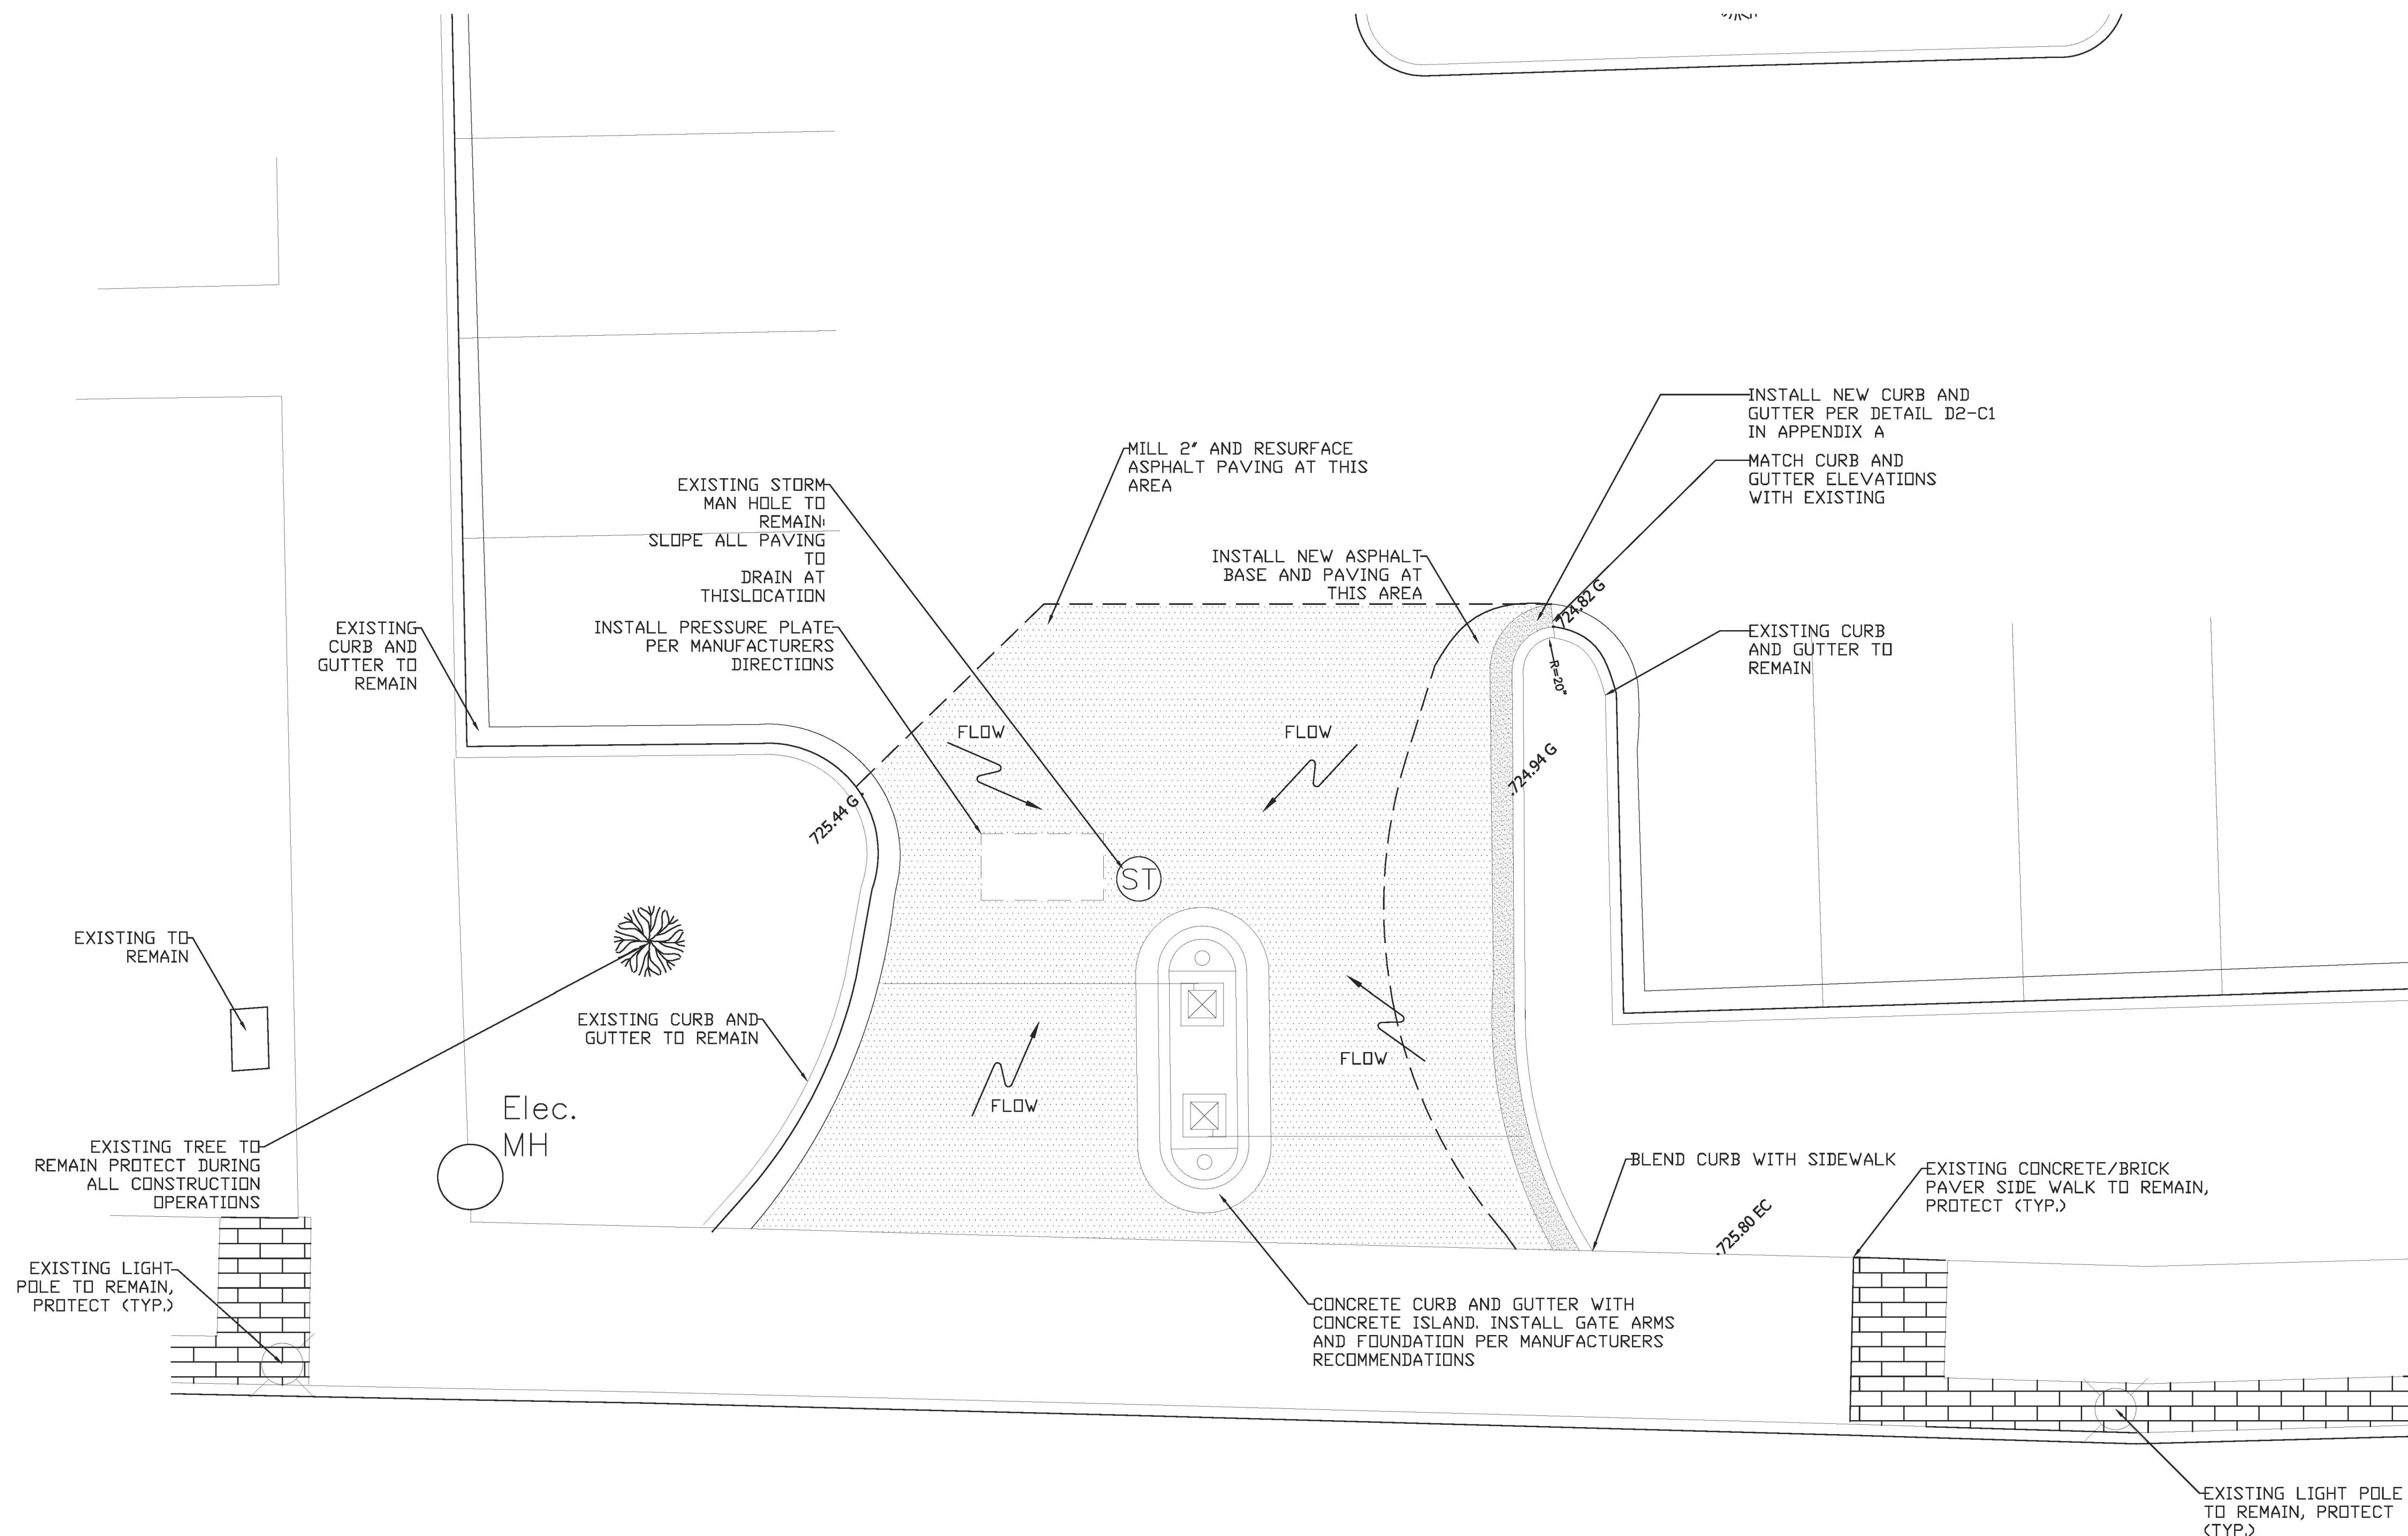 INSTALL NEW CURB AND
GUTTER PER DETAIL D2-C1
IN APPENDIX A
MATCH CURB AND
GUTTER ELEVATIONS
WITH EXISTING
MILL 2" AND RESURFACE
ASPHALT PAVING AT THIS
AREA
EXISTING STORM
MAN HOLE TO
REMAIN;
SLOPE ALL PAVING
TO
DRAIN AT
THISLOCATION
INSTALL NEW ASPHALT
BASE AND PAVING AT
THIS AREA
724.82 G
EXISTING
CURB AND
GUTTER TO
REMAIN
INSTALL PRESSURE PLATE
PER MANUFACTURERS
DIRECTIONS
EXISTING CURB
AND GUTTER TO
REMAIN
R=20"
FLOW
FLOW
724.94 G
725.44 G
ST
EXISTING TO
REMAIN
EXISTING CURB AND
GUTTER TO REMAIN
FLOW
FLOW
Elec.
MH
EXISTING TREE TO
REMAIN PROTECT DURING
ALL CONSTRUCTION
OPERATIONS
BLEND CURB WITH SIDEWALK
EXISTING CONCRETE/BRICK
PAVER SIDE WALK TO REMAIN,
PROTECT (TYP.)
725.80 EC
EXISTING LIGHT
POLE TO REMAIN,
PROTECT (TYP.)
CONCRETE CURB AND GUTTER WITH
CONCRETE ISLAND. INSTALL GATE ARMS
AND FOUNDATION PER MANUFACTURERS
RECOMMENDATIONS
EXISTING LIGHT POLE
TO REMAIN, PROTECT
(TYP.)